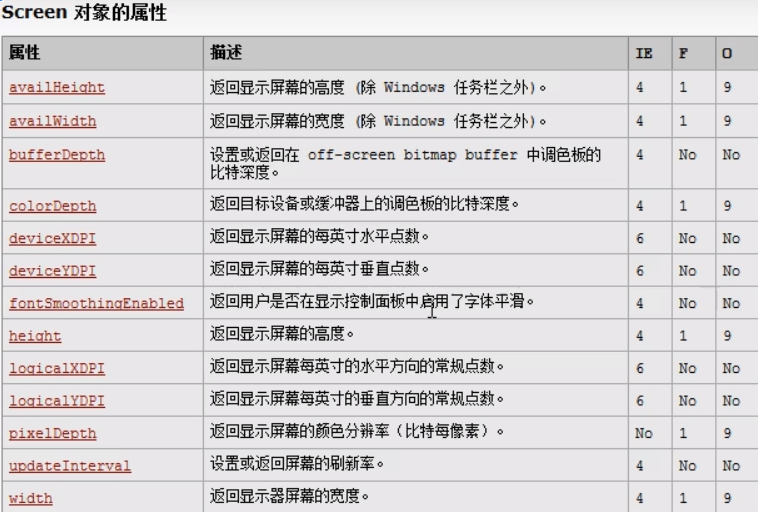 Screen 对象的属性
属性 描述 IE F O
availHeight 返回显示屏幕的高度 (除 Windows 任务栏之外)。 4 1 9
availWidth 返回显示屏幕的宽度 (除 Windows 任务栏之外)。 4 1 9
bufferDepth 设置或返回在 off-screen bitmap buffer 中调色板的 4 No No
比特深度。
colorDepth 返回目标设备或缓冲器上的调色板的比特深度。 4 1 9
deviceXDPI 返回显示屏幕的每英寸水平点数。 6 No No
deviceYDPI 返回显示屏幕的每英寸垂直点数。 6 No No
fontSmoothingEnabled 返回用户是否在显示控制面板中启用了字体平滑。 4 No No
height 返回显示屏幕的高度。 4 1 9
logicalXDPI 返回显示屏幕每英寸的水平方向的常规点数。 6 No No
logicalYDPI 返回显示屏幕每英寸的垂直方向的常规点数。 6 No No
pixelDepth 返回显示屏幕的颜色分辨率（比特每像素）。 No 1 9
updateInterval 设置或返回屏幕的刷新率。 4 No No
width 返回显示器屏幕的宽度。 4 1 9